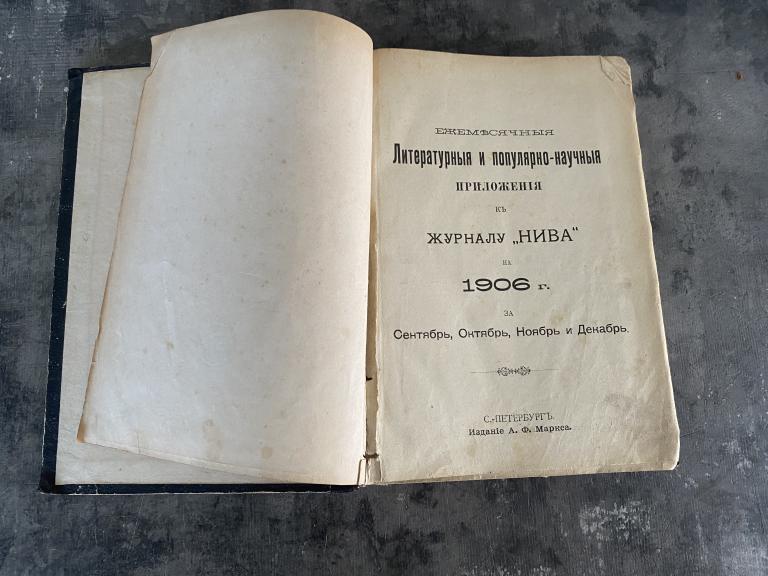 ЕЖЕМѢСЯЧНЫЯ
Литературныя и популярно-научныя
ПРИЛОЖЕНІЯ
КЪ
ЖУРНАЛУ „НИВА“
НА
1906 г.
ЗА
Сентябрь, Октябрь, Ноябрь и Декабрь.
С.-ПЕТЕРБУРГЪ.
Изданіе А. Ф. Маркса.